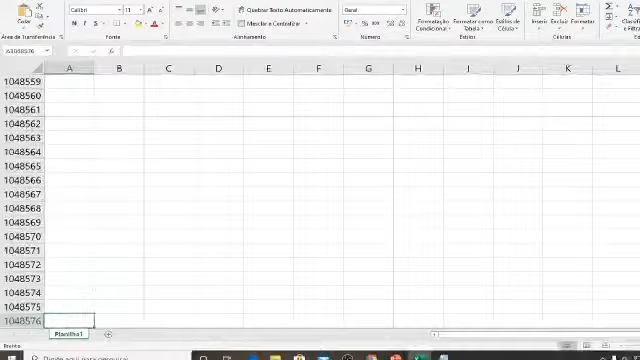 Colar
Calibri 11
N I S
Quebrar Texto Automaticamente
Mesclar e Centralizar
Geral
Formatação Condicional
Formatar como Tabela
Estilos de Célula
Inserir Excluir Formatar
Classificar e Filtrar
Área de Transferência
Fonte
Alinhamento
Número
Estilos
Células
A1048576
A B C D E F G H I J K L
1048559
1048560
1048561
1048562
1048563
1048564
1048565
1048566
1048567
1048568
1048569
1048570
1048571
1048572
1048573
1048574
1048575
1048576
Planilha1
Pronto
Digite aqui para pesquisar